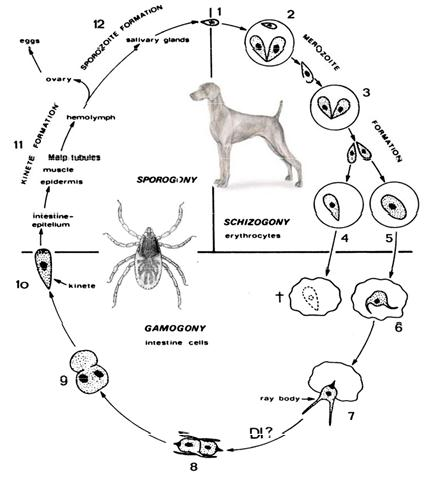 12
SPOROZOITE FORMATION
eggs
salivary glands
1
2
MEROZOITE
ovary
3
hemolymph
FORMATION
11
KINETE FORMATION
Malp tubules
muscle
epidermis
SPOROGONY
SCHIZOGONY
erythrocytes
intestine-
epitelium
4
5
10
kinete
†
6
GAMOGONY
intestine cells
9
ray body
7
DI?
8